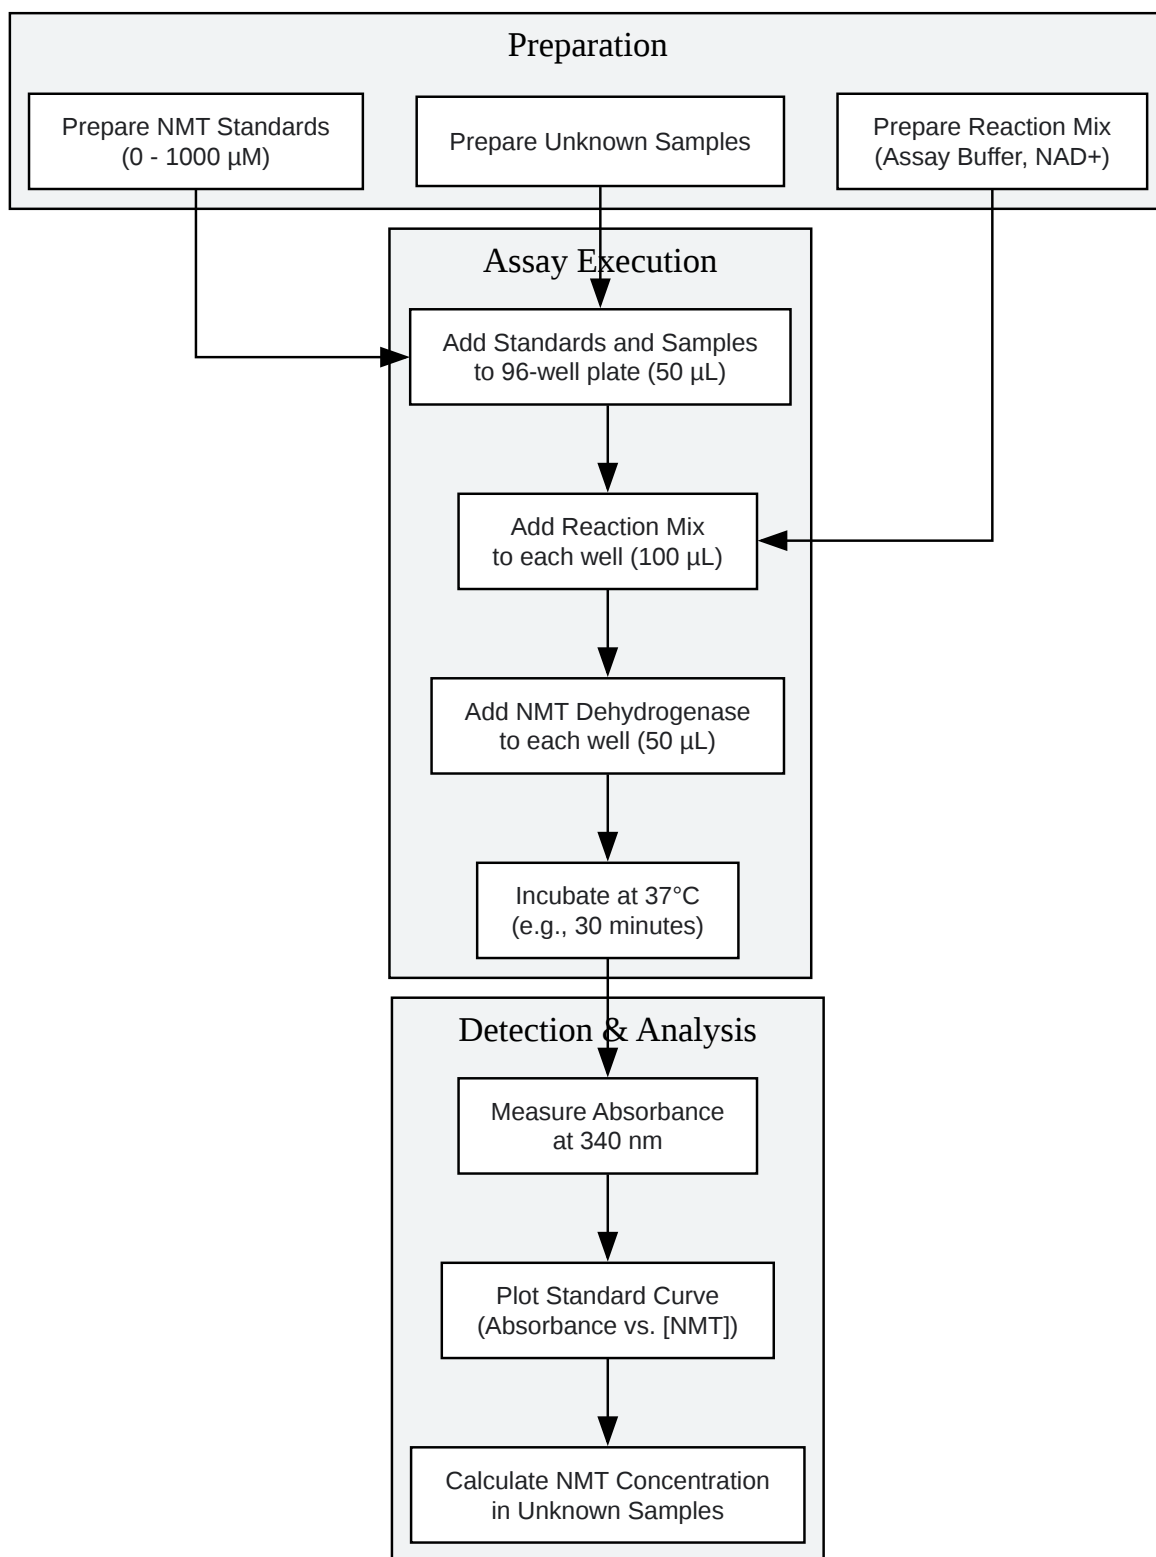 Preparation
Prepare NMT Standards
(0 - 1000 µM)
Prepare Unknown Samples
Prepare Reaction Mix
(Assay Buffer, NAD+)
Assay Execution
Add Standards and Samples
to 96-well plate (50 µL)
Add Reaction Mix
to each well (100 µL)
Add NMT Dehydrogenase
to each well (50 µL)
Incubate at 37°C
(e.g., 30 minutes)
Detection & Analysis
Measure Absorbance
at 340 nm
Plot Standard Curve
(Absorbance vs. [NMT])
Calculate NMT Concentration
in Unknown Samples